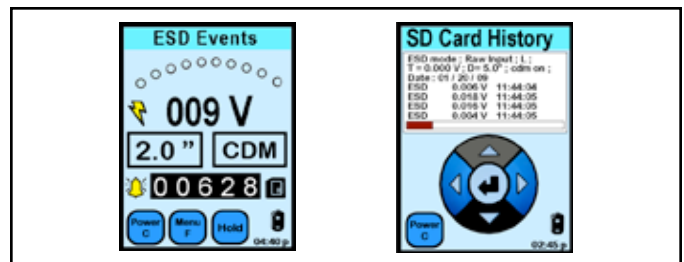 ESD Events
009 V
2.0 ” CDM
00628
Power C
Menu F
Hold
04:40 p
SD Card History
ESD mode ; Raw Input ; L ;
T = 0.000 V ; D= 5.0" ; cdm on ;
Date : 01 / 20 / 09
ESD 0.006 V 11:44:04
ESD 0.018 V 11:44:05
ESD 0.016 V 11:44:05
ESD 0.004 V 11:44:05
Power C
02:45 p